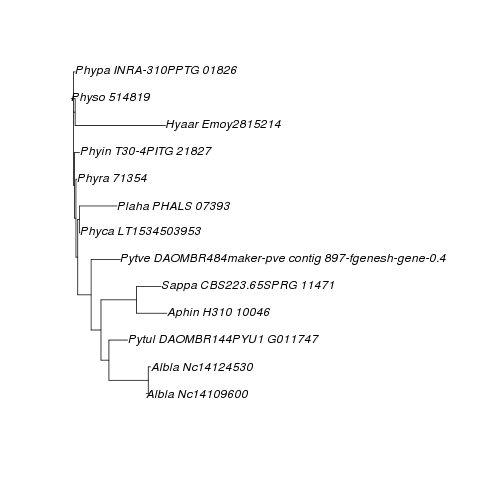 Phypa INRA-310PPTG 01826
Physo 514819
Hyaar Emoy2815214
Phyin T30-4PITG 21827
Phyra 71354
Plaha PHALS 07393
Phyca LT1534503953
Pytve DAOMBR484maker-pve contig 897-fgenesh-gene-0.4
Sappa CBS223.65SPRG 11471
Aphin H310 10046
Pytul DAOMBR144PYU1 G011747
Albla Nc14124530
Albla Nc14109600